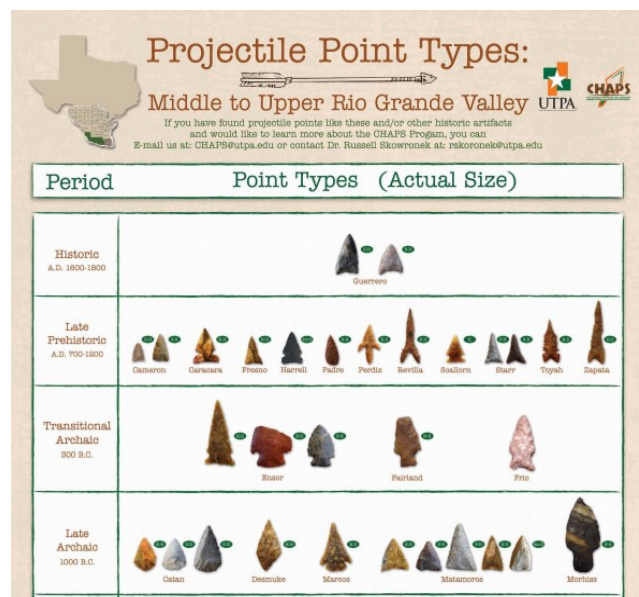 Projectile Point Types:
Middle to Upper Rio Grande Valley
UTPA
CHAPS
If you have found projectile points like these and/or other historic artifacts
and would like to learn more about the CHAPS Progam, you can
E-mail us at: CHAPS@utpa.edu or contact Dr. Russell Skowronek at: rskoronek@utpa.edu
Period
Point Types (Actual Size)
Historic
A.D. 1600-1800
Guerrero
Late
Prehistoric
A.D. 700-1200
Cameron Caracara Fresno Harrell Padre Perdiz Revilla Scallorn Starr Toyah Zapata
Transitional
Archaic
300 B.C.
Ensor Fairland Frio
Late
Archaic
1000 B.C.
Catan Desmuke Marcos Matamoros Morhiss